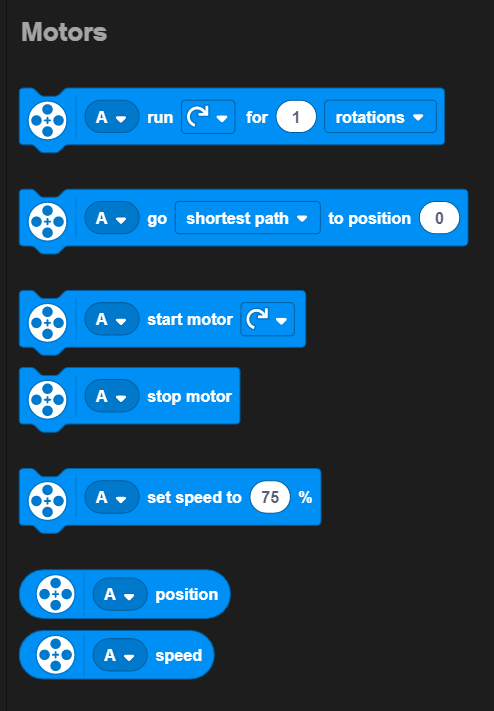 Motors
A run for 1 rotations
A go shortest path to position 0
A start motor
A stop motor
A set speed to 75 %
A position
A speed